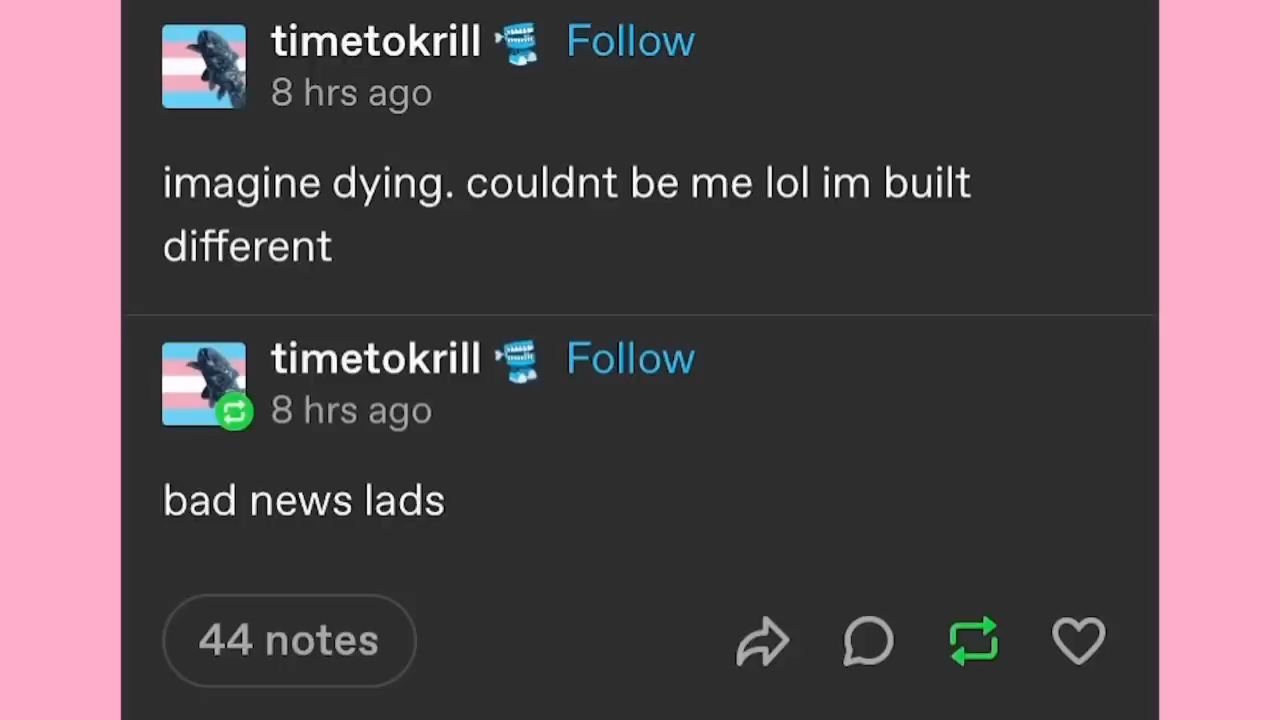 timetokrill Follow
8 hrs ago
imagine dying. couldnt be me lol im built
different
timetokrill Follow
8 hrs ago
bad news lads
44 notes